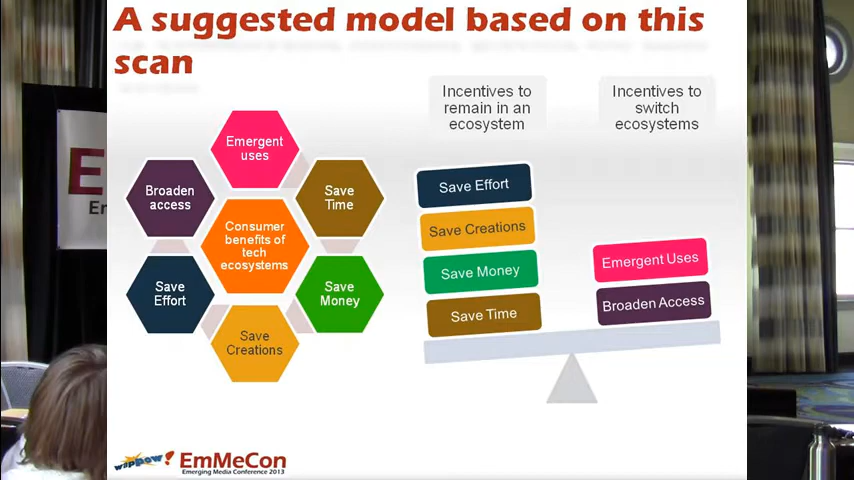 A suggested model based on this
scan
Emergent
uses
Broaden
access
Save
Time
Consumer
benefits of
tech
ecosystems
Save
Effort
Save
Money
Save
Creations
Incentives to
remain in an
ecosystem
Incentives to
switch
ecosystems
Save Effort
Save Creations
Save Money
Save Time
Emergent Uses
Broaden Access
EmMeCon
Emerging Media Conference 2013